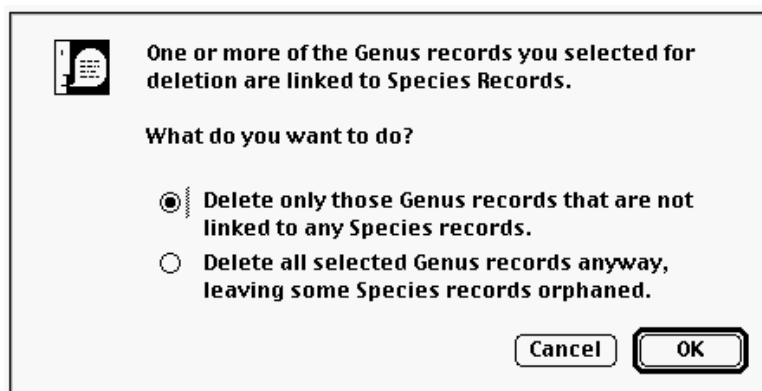 One or more of the Genus records you selected for
deletion are linked to Species Records.
What do you want to do?
Delete only those Genus records that are not
linked to any Species records.
Delete all selected Genus records anyway,
leaving some Species records orphaned.
Cancel OK